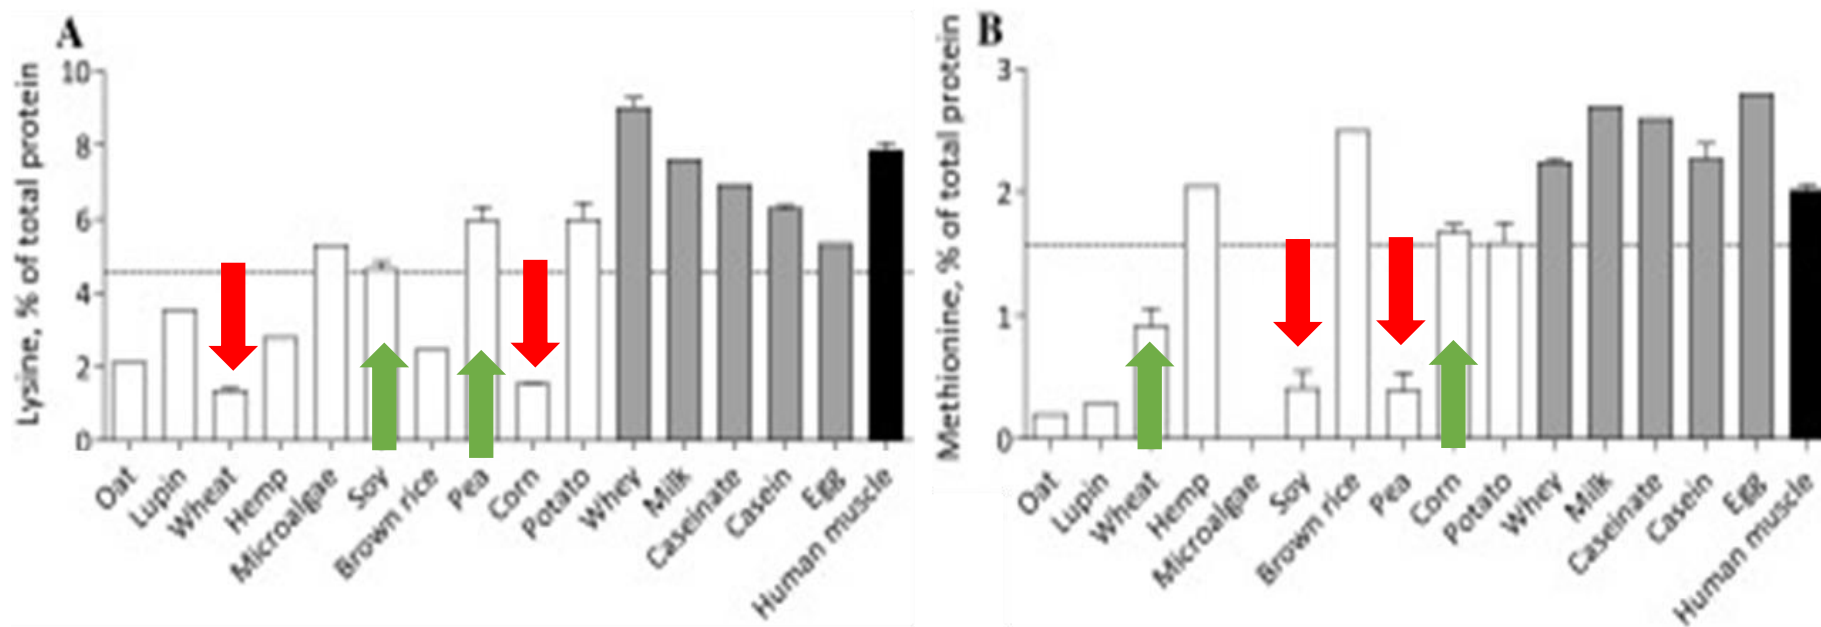 A
Lysine, % of total protein
10
8
6
4
2
0
Oat
Lupin
Wheat
Hemp
Microalgae
Soy
Brown rice
Pea
Corn
Potato
Whey
Milk
Caseinate
Casein
Egg
Human muscle
B
Methionine, % of total protein
3
2
1
0
Oat
Lupin
Wheat
Hemp
Microalgae
Soy
Brown rice
Pea
Corn
Potato
Whey
Milk
Caseinate
Casein
Egg
Human muscle